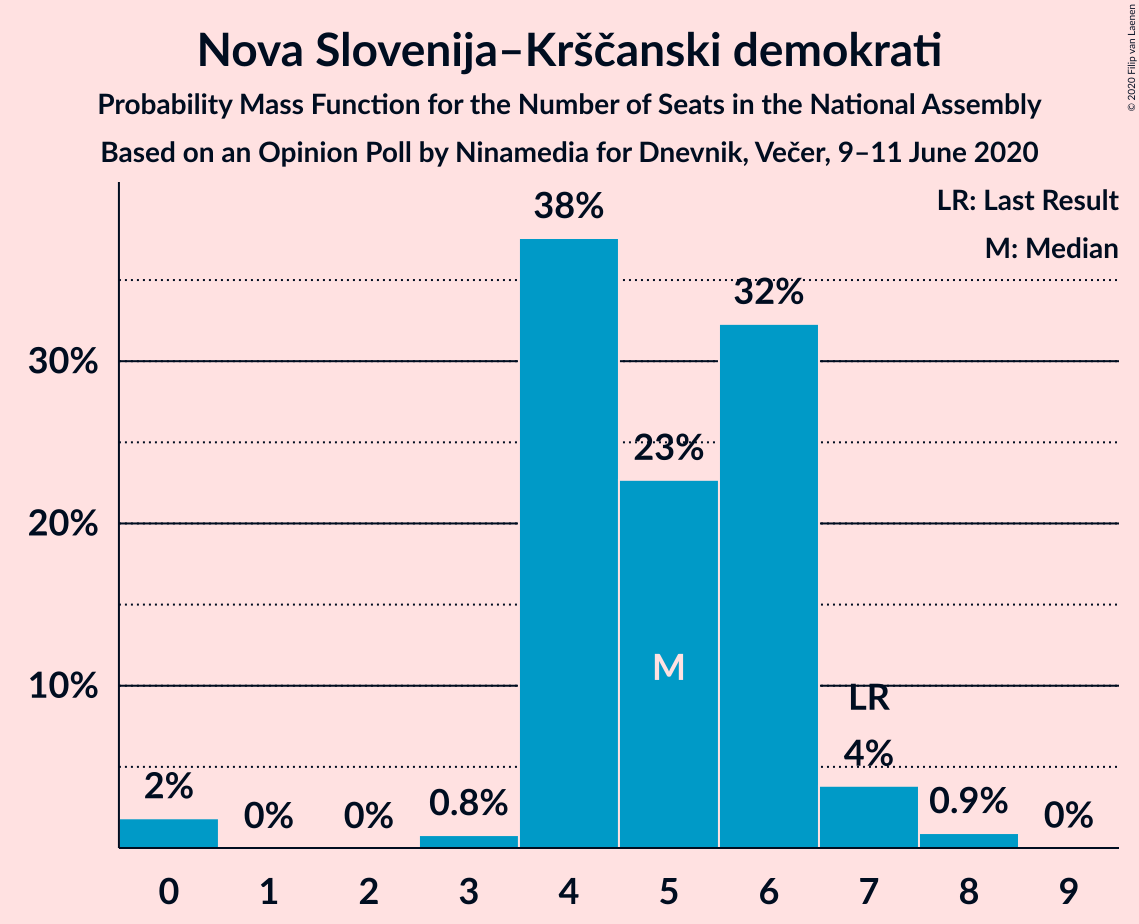 Nova Slovenija–Krščanski demokrati
Probability Mass Function for the Number of Seats in the National Assembly
Based on an Opinion Poll by Ninamedia for Dnevnik, Večer, 9–11 June 2020
© 2020 Filip van Laenen
LR: Last Result
M: Median
38%
32%
30%
23%
20%
M
10%
LR
4%
2%
0%
0%
0.8%
0.9%
0%
0 1 2 3 4 5 6 7 8 9